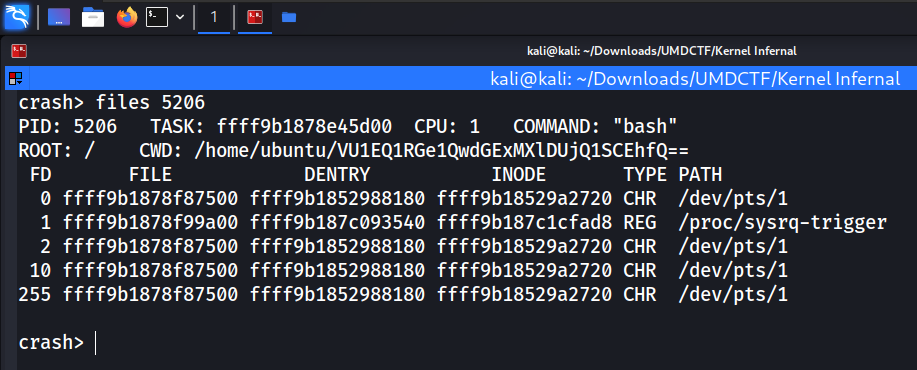 1
kali@kali: ~/Downloads/UMDCTF/Kernel Infernal
kali@kali: ~/Downloads/UMDCTF/Kernel Infernal
crash> files 5206
PID: 5206   TASK: ffff9b1878e45d00  CPU: 1   COMMAND: "bash"
ROOT: /    CWD: /home/ubuntu/VU1EQ1RGe1QwdGExMXlDUjQ1SCEhfQ==
 FD       FILE            DENTRY           INODE       TYPE PATH
  0 ffff9b1878f87500 ffff9b1852988180 ffff9b18529a2720 CHR  /dev/pts/1
  1 ffff9b1878f99a00 ffff9b187c093540 ffff9b187c1cfad8 REG  /proc/sysrq-trigger
  2 ffff9b1878f87500 ffff9b1852988180 ffff9b18529a2720 CHR  /dev/pts/1
 10 ffff9b1878f87500 ffff9b1852988180 ffff9b18529a2720 CHR  /dev/pts/1
255 ffff9b1878f87500 ffff9b1852988180 ffff9b18529a2720 CHR  /dev/pts/1
crash>